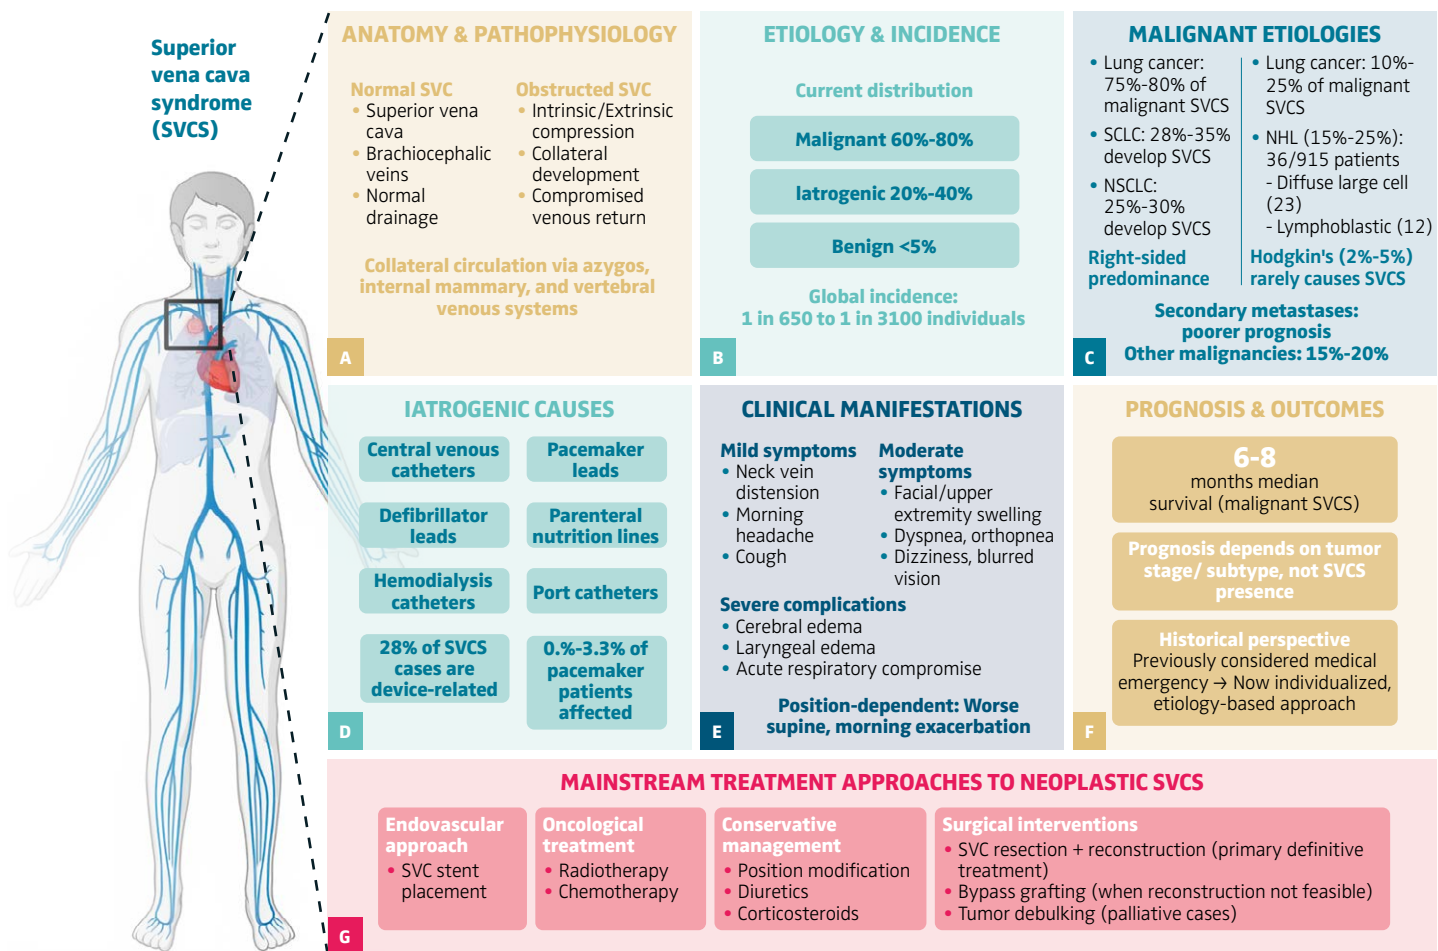 Superior
vena cava
syndrome
(SVCS)
ANATOMY & PATHOPHYSIOLOGY
Normal SVC
• Superior vena
cava
• Brachiocephalic
veins
• Normal
drainage
Obstructed SVC
• Intrinsic/Extrinsic
compression
• Collateral
development
• Compromised
venous return
Collateral circulation via azygos,
internal mammary, and vertebral
venous systems
A
ETIOLOGY & INCIDENCE
Current distribution
Malignant 60%-80%
Iatrogenic 20%-40%
Benign <5%
Global incidence:
1 in 650 to 1 in 3100 individuals
B
MALIGNANT ETIOLOGIES
• Lung cancer:
75%-80% of
malignant SVCS
• SCLC: 28%-35%
develop SVCS
• NSCLC:
25%-30%
develop SVCS
Right-sided
predominance
• Lung cancer: 10%-
25% of malignant
SVCS
• NHL (15%-25%):
36/915 patients
- Diffuse large cell
(23)
- Lymphoblastic (12)
Hodgkin's (2%-5%)
rarely causes SVCS
Secondary metastases:
poorer prognosis
Other malignancies: 15%-20%
C
IATROGENIC CAUSES
Central venous
catheters
Pacemaker
leads
Defibrillator
leads
Parenteral
nutrition lines
Hemodialysis
catheters
Port catheters
28% of SVCS
cases are
device-related
0.%-3.3% of
pacemaker
patients
affected
D
CLINICAL MANIFESTATIONS
Mild symptoms
• Neck vein
distension
• Morning
headache
• Cough
Moderate
symptoms
• Facial/upper
extremity swelling
• Dyspnea, orthopnea
• Dizziness, blurred
vision
Severe complications
• Cerebral edema
• Laryngeal edema
• Acute respiratory compromise
Position-dependent: Worse
supine, morning exacerbation
E
PROGNOSIS & OUTCOMES
6-8
months median
survival (malignant SVCS)
Prognosis depends on tumor
stage/ subtype, not SVCS
presence
Historical perspective
Previously considered medical
emergency → Now individualized,
etiology-based approach
F
MAINSTREAM TREATMENT APPROACHES TO NEOPLASTIC SVCS
Endovascular
approach
• SVC stent
placement
Oncological
treatment
• Radiotherapy
• Chemotherapy
Conservative
management
• Position modification
• Diuretics
• Corticosteroids
Surgical interventions
• SVC resection + reconstruction (primary definitive
treatment)
• Bypass grafting (when reconstruction not feasible)
• Tumor debulking (palliative cases)
G